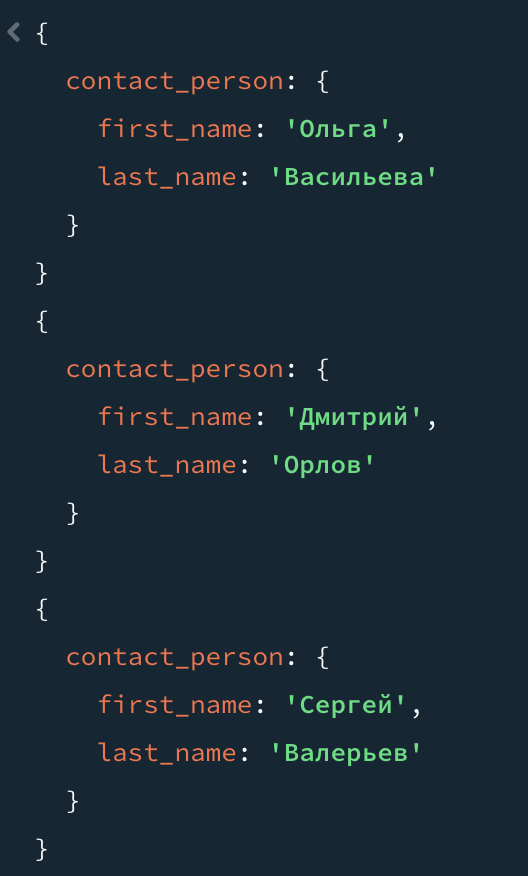 {
contact_person: {
first_name: 'Ольга',
last_name: 'Васильева'
}
}
{
contact_person: {
first_name: 'Дмитрий',
last_name: 'Орлов'
}
}
{
contact_person: {
first_name: 'Сергей',
last_name: 'Валерьев'
}
}